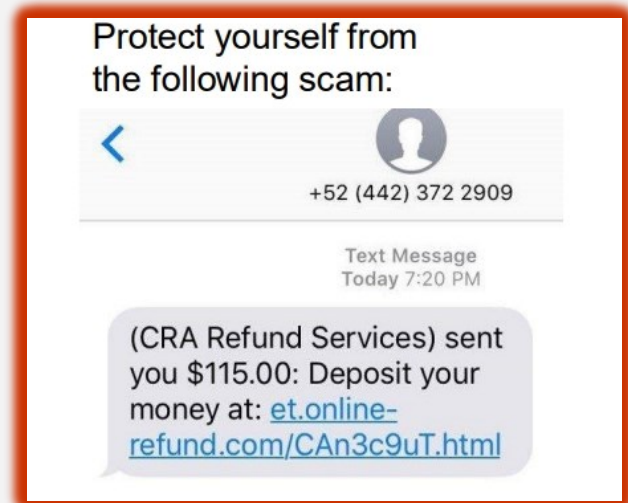 Protect yourself from
the following scam:
+52 (442) 372 2909
Text Message
Today 7:20 PM
(CRA Refund Services) sent
you $115.00: Deposit your
money at: et.online-
refund.com/CAn3c9uT.html